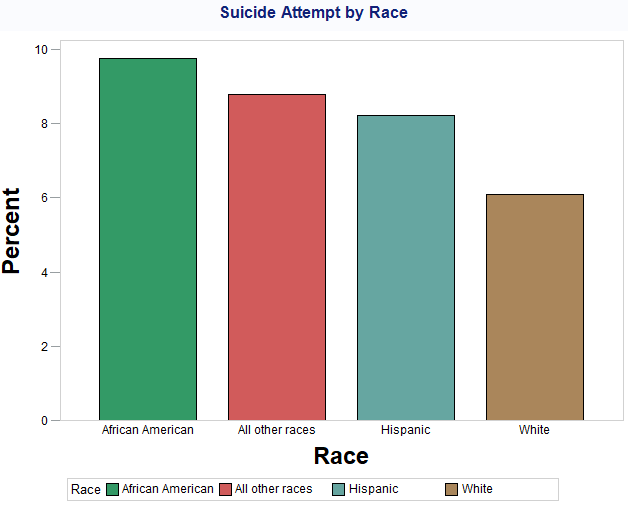 Suicide Attempt by Race
Percent
10
8
6
4
2
0
African American All other races Hispanic White
Race
Race African American All other races Hispanic White